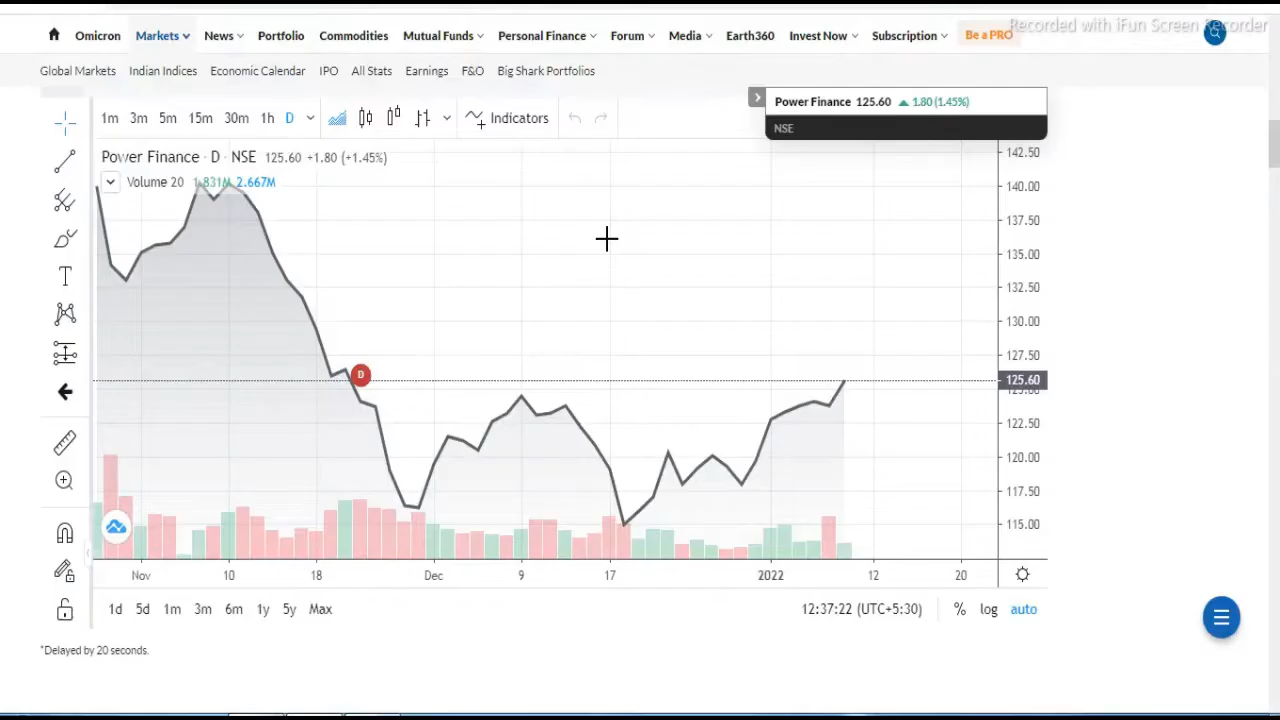 Recorded with iFun Screen Recorder
Omicron Markets News Portfolio Commodities Mutual Funds Personal Finance Forum Media Earth360 Invest Now Subscription Be a PRO
Global Markets Indian Indices Economic Calendar IPO All Stats Earnings F&O Big Shark Portfolios
Power Finance 125.60 ▲ 1.80 (1.45%)
NSE
1m 3m 5m 15m 30m 1h D Indicators
Power Finance · D · NSE 125.60 +1.80 (+1.45%)
Volume 20 1.831M 2.667M
142.50
140.00
137.50
135.00
132.50
130.00
127.50
D
125.60
125.00
122.50
120.00
117.50
115.00
Nov 10 18 Dec 9 17 2022 12 20
1d 5d 1m 3m 6m 1y 5y Max 12:37:22 (UTC+5:30) % log auto
*Delayed by 20 seconds.